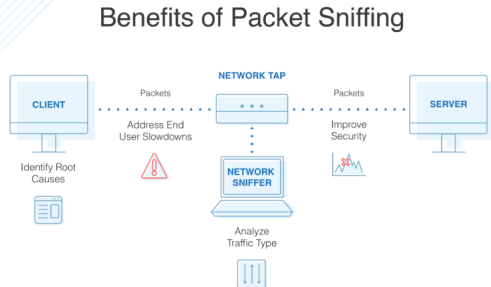 Benefits of Packet Sniffing
NETWORK TAP
Packets
Packets
CLIENT
SERVER
Address End
User Slowdowns
Improve
Security
Identify Root
Causes
NETWORK
SNIFFER
Analyze
Traffic Type